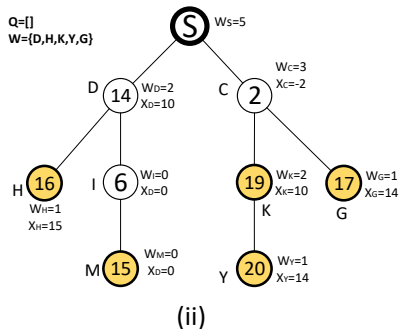 Q=[]
W={D,H,K,Y,G}
S
WS=5
D
14
WD=2
XD=10
C
2
WC=3
XC=-2
16
H
WH=1
XH=15
I
6
WI=0
XD=0
19
WK=2
XK=10
K
17
WG=1
XG=14
G
M
15
WM=0
XD=0
Y
20
WY=1
XY=14
(ii)